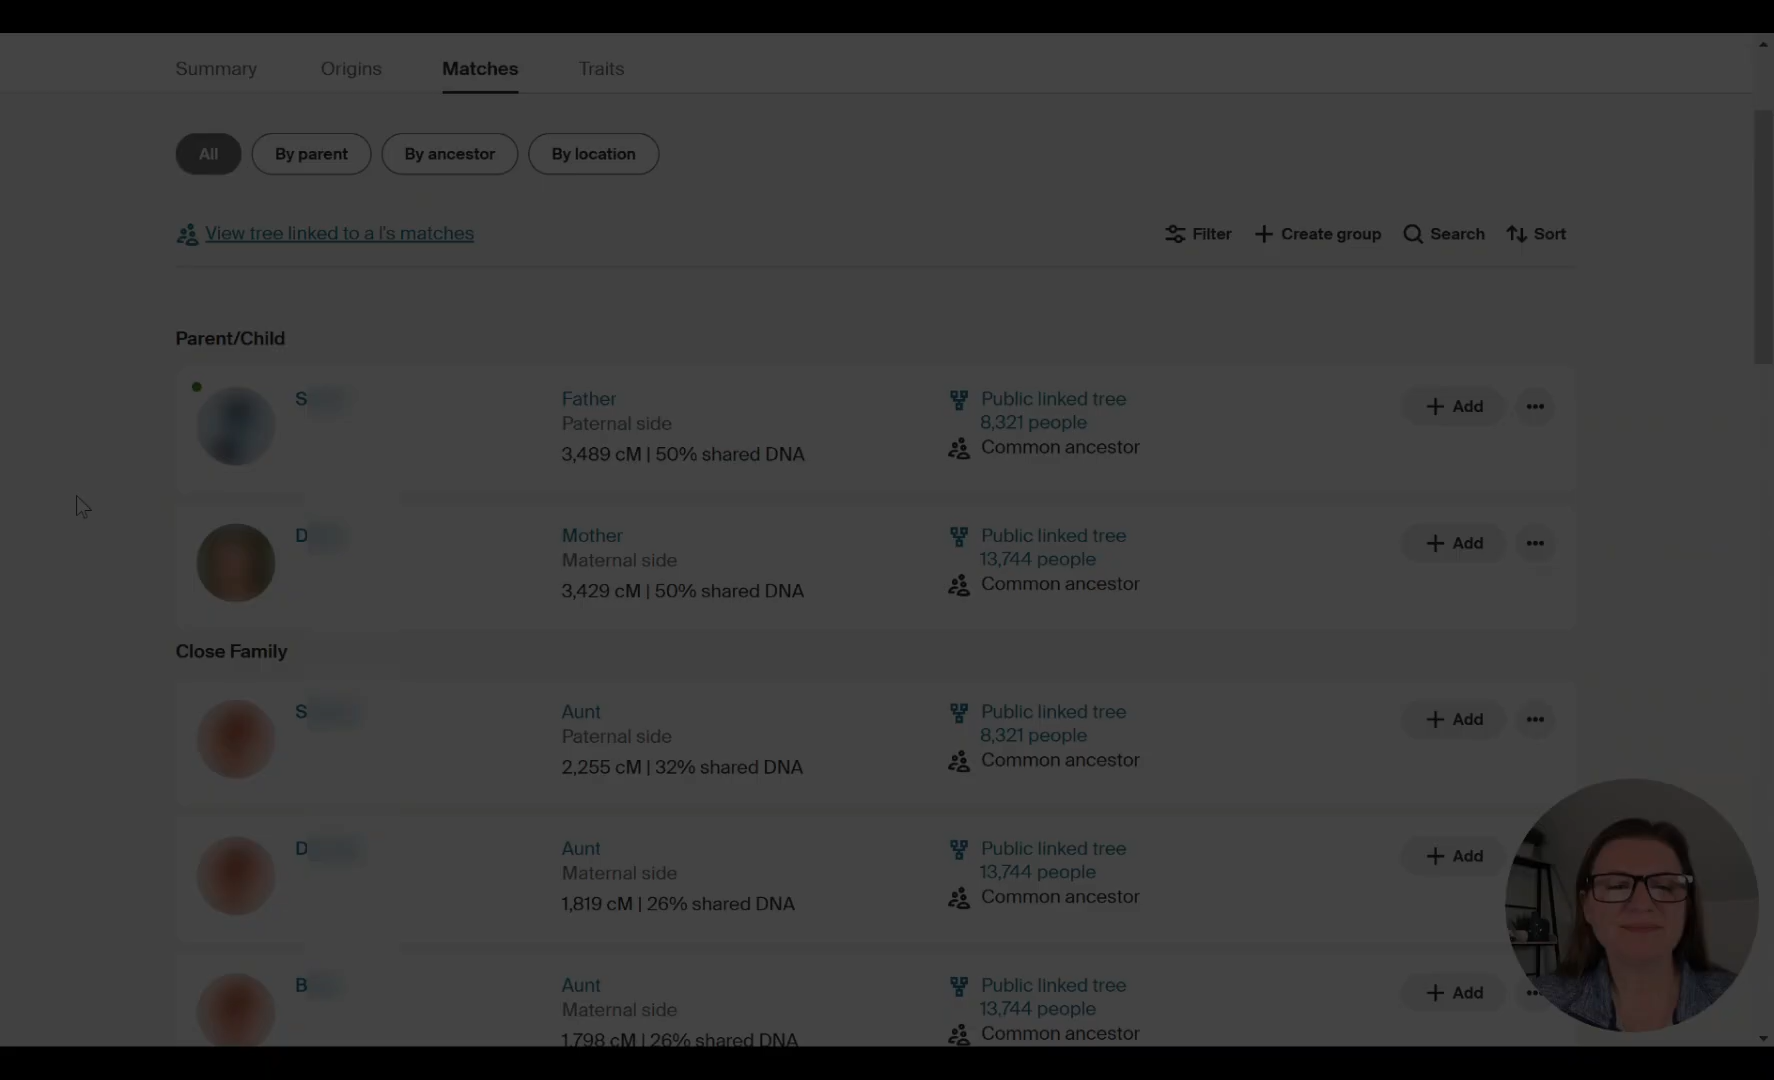 Summary Origins Matches Traits
All By parent By ancestor By location
View tree linked to a l's matches Filter Create group Search Sort
Parent/Child
S Father Public linked tree Add
Paternal side 8,321 people
3,489 cM | 50% shared DNA Common ancestor
D Mother Public linked tree Add
Maternal side 13,744 people
3,429 cM | 50% shared DNA Common ancestor
Close Family
S Aunt Public linked tree Add
Paternal side 8,321 people
2,255 cM | 32% shared DNA Common ancestor
D Aunt Public linked tree Add
Maternal side 13,744 people
1,819 cM | 26% shared DNA Common ancestor
B Aunt Public linked tree Add
Maternal side 13,744 people
1,798 cM | 26% shared DNA Common ancestor